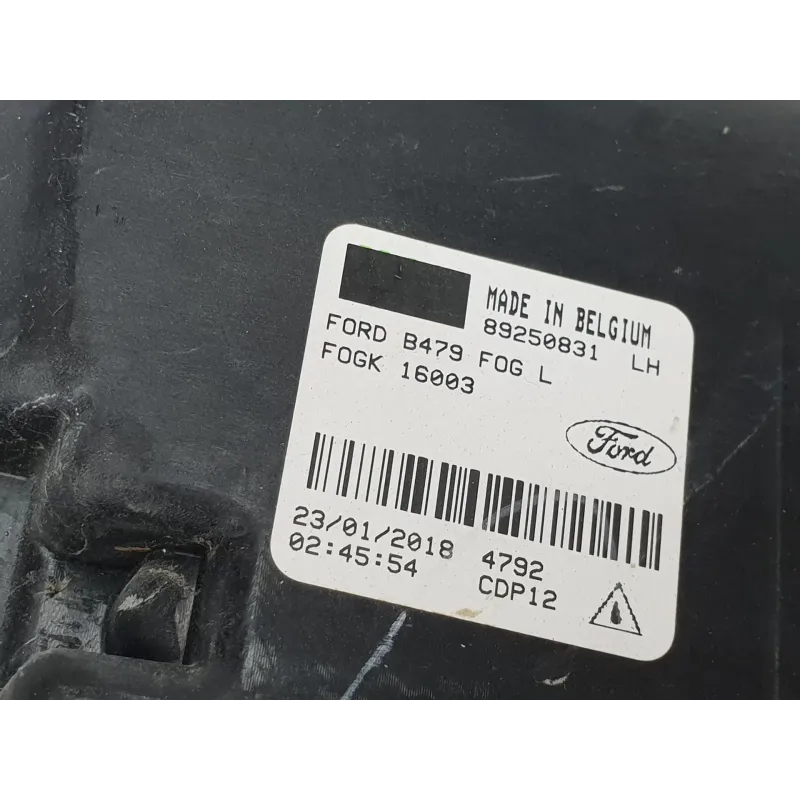 MADE IN BELGIUM
89250831 LH
FORD B479 FOG L
FOGK 16003
Ford
23/01/2018 4792
02:45:54 CDP12